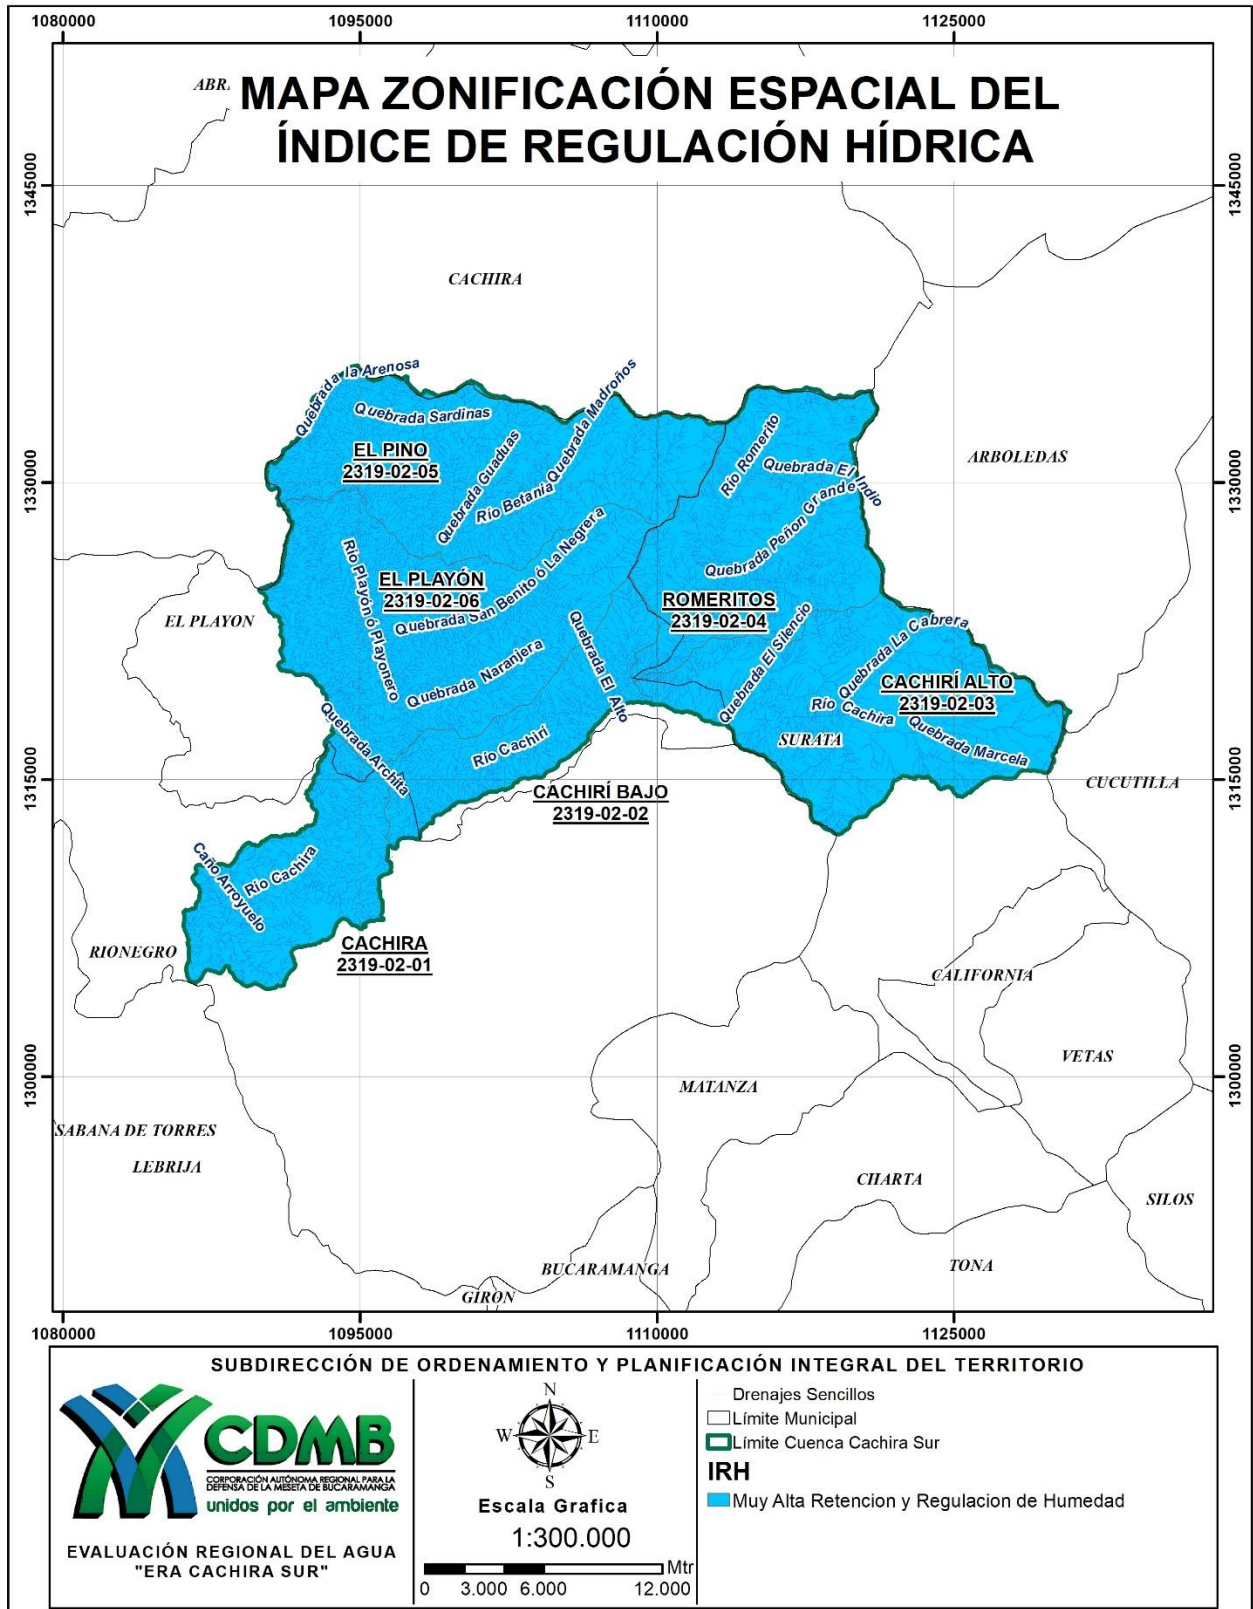 1080000 1095000 1110000 1125000
ABR.
MAPA ZONIFICACIÓN ESPACIAL DEL
ÍNDICE DE REGULACIÓN HÍDRICA
1345000 1345000
CACHIRA
Quebrada la Arenosa
Quebrada Sardinas
Quebrada Madroños
EL PINO
2319-02-05
Quebrada Guaduas
Río Betania
Río Romerito
Quebrada El Indio
ARBOLEDAS
1330000 1330000
Quebrada Peñon Grande
Río Playón ó Playonero
EL PLAYÓN
2319-02-06
Quebrada San Benito ó La Negrera
ROMERITOS
2319-02-04
EL PLAYON
Quebrada Naranjera
Quebrada El Alto
Quebrada El Silencio
Quebrada La Cabrera
CACHIRÍ ALTO
2319-02-03
Río Cachira
Quebrada Marcela
SURATA
Quebrada Archita
Río Cachirí
1315000 1315000
CACHIRÍ BAJO
2319-02-02
CUCUTILLA
Caño Arroyuelo
Río Cachira
CACHIRA
2319-02-01
RIONEGRO
CALIFORNIA
VETAS
1300000 1300000
MATANZA
SABANA DE TORRES
LEBRIJA
CHARTA
SILOS
BUCARAMANGA
TONA
GIRON
1080000 1095000 1110000 1125000
SUBDIRECCIÓN DE ORDENAMIENTO Y PLANIFICACIÓN INTEGRAL DEL TERRITORIO
CDMB
CORPORACIÓN AUTÓNOMA REGIONAL PARA LA
DEFENSA DE LA MESETA DE BUCARAMANGA
unidos por el ambiente
EVALUACIÓN REGIONAL DEL AGUA
"ERA CACHIRA SUR"
N
W E
S
Escala Grafica
1:300.000
Mtr
0 3.000 6.000 12.000
Drenajes Sencillos
Límite Municipal
Límite Cuenca Cachira Sur
IRH
Muy Alta Retencion y Regulacion de Humedad